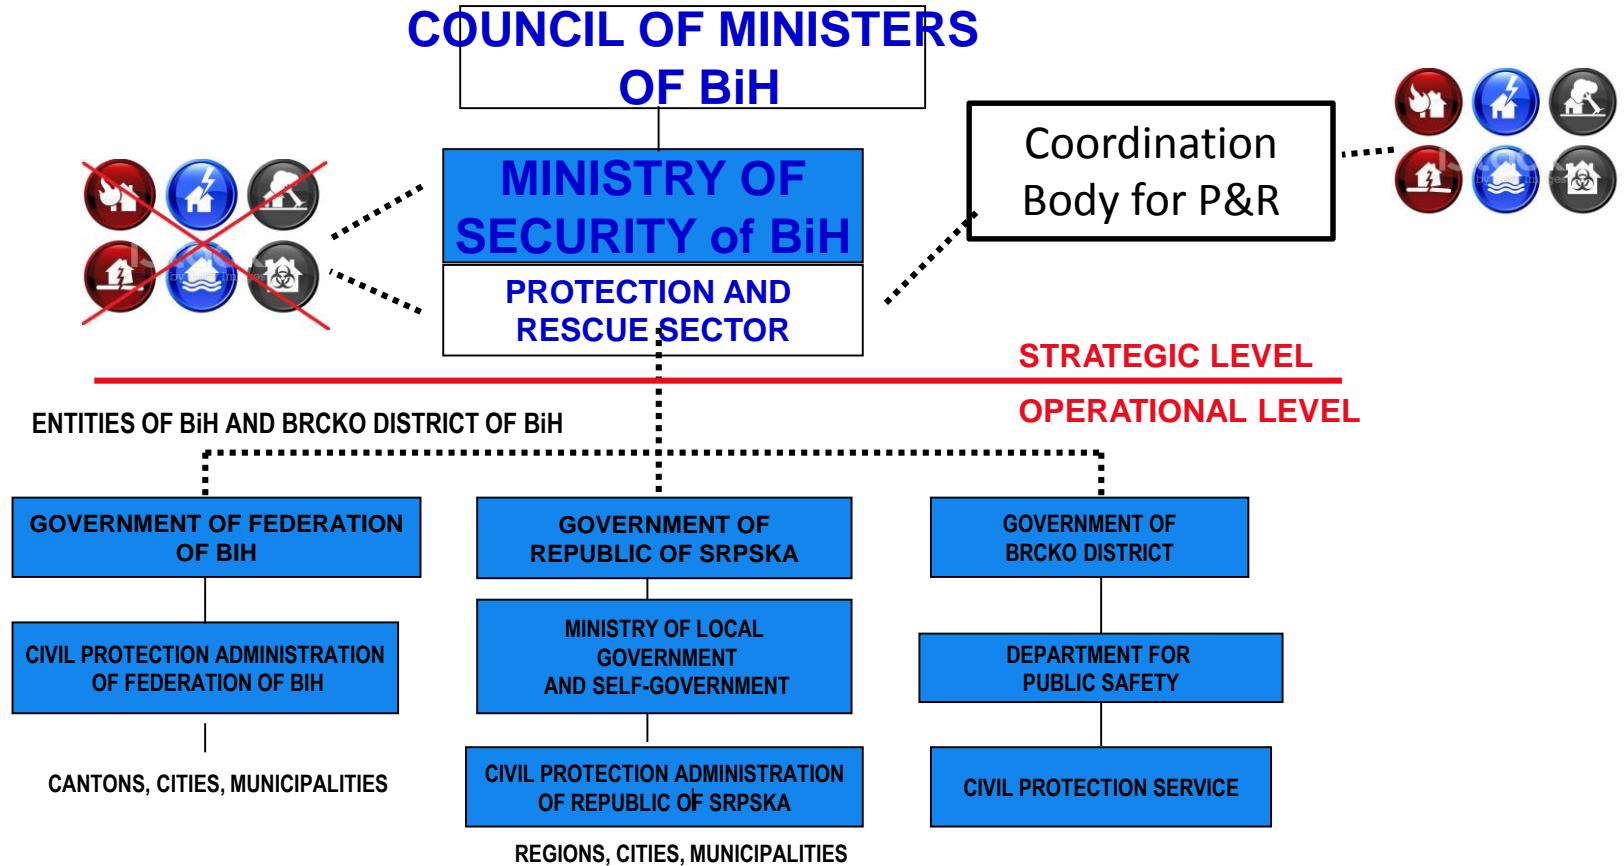 COUNCIL OF MINISTERS
OF BiH
MINISTRY OF
SECURITY of BiH
PROTECTION AND
RESCUE SECTOR
Coordination
Body for P&R
STRATEGIC LEVEL
OPERATIONAL LEVEL
ENTITIES OF BiH AND BRCKO DISTRICT OF BiH
GOVERNMENT OF FEDERATION
OF BIH
GOVERNMENT OF
REPUBLIC OF SRPSKA
GOVERNMENT OF
BRCKO DISTRICT
CIVIL PROTECTION ADMINISTRATION
OF FEDERATION OF BIH
MINISTRY OF LOCAL
GOVERNMENT
AND SELF-GOVERNMENT
DEPARTMENT FOR
PUBLIC SAFETY
CANTONS, CITIES, MUNICIPALITIES
CIVIL PROTECTION ADMINISTRATION
OF REPUBLIC OF SRPSKA
CIVIL PROTECTION SERVICE
REGIONS, CITIES, MUNICIPALITIES